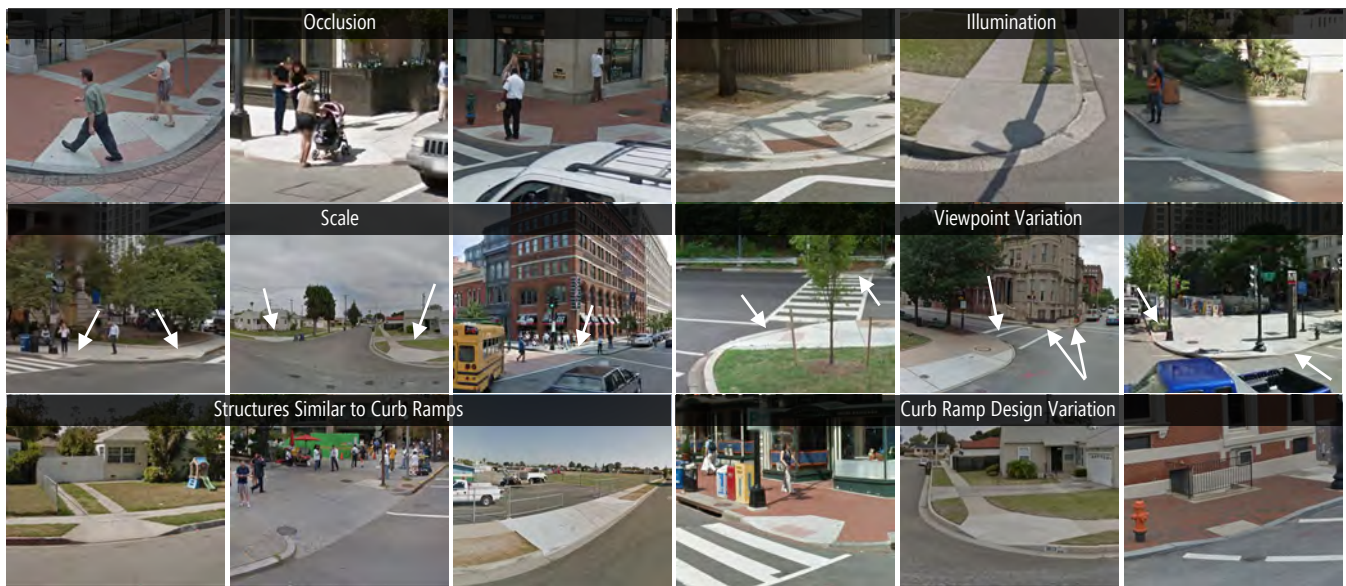 Occlusion
Illumination
Scale
Viewpoint Variation
Structures Similar to Curb Ramps
Curb Ramp Design Variation